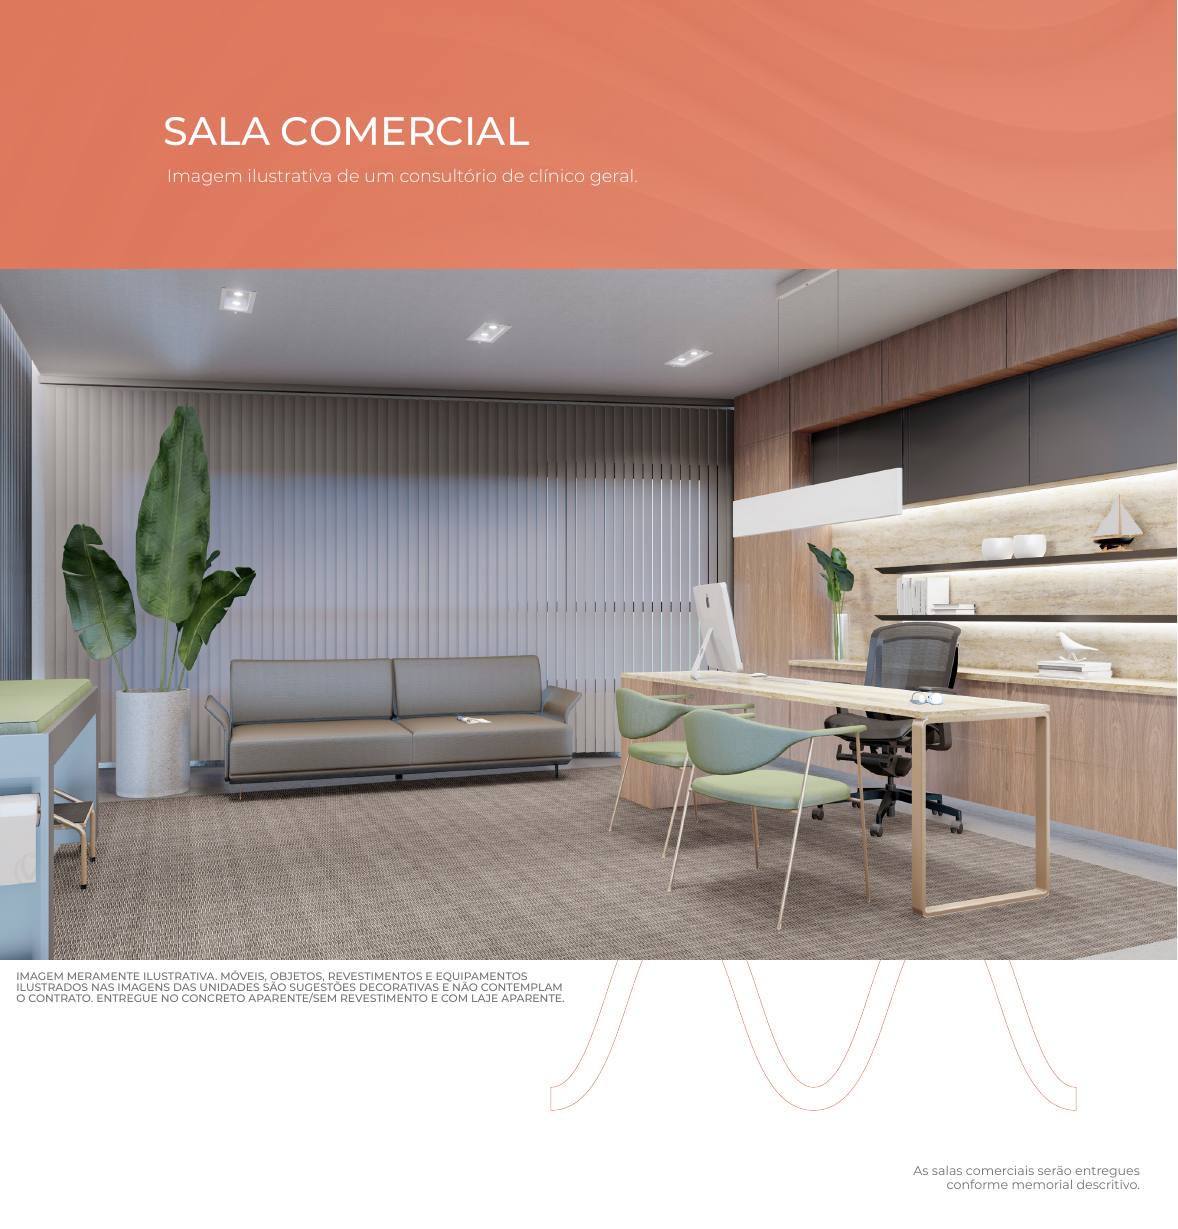 SALA COMERCIAL
Imagem ilustrativa de um consultório de clínico geral.
IMAGEM MERAMENTE ILUSTRATIVA. MÓVEIS, OBJETOS, REVESTIMENTOS E EQUIPAMENTOS
ILUSTRADOS NAS IMAGENS DAS UNIDADES SÃO SUGESTÕES DECORATIVAS E NÃO CONTEMPLAM
O CONTRATO. ENTREGUE NO CONCRETO APARENTE/SEM REVESTIMENTO E COM LAJE APARENTE.
As salas comerciais serão entregues
conforme memorial descritivo.